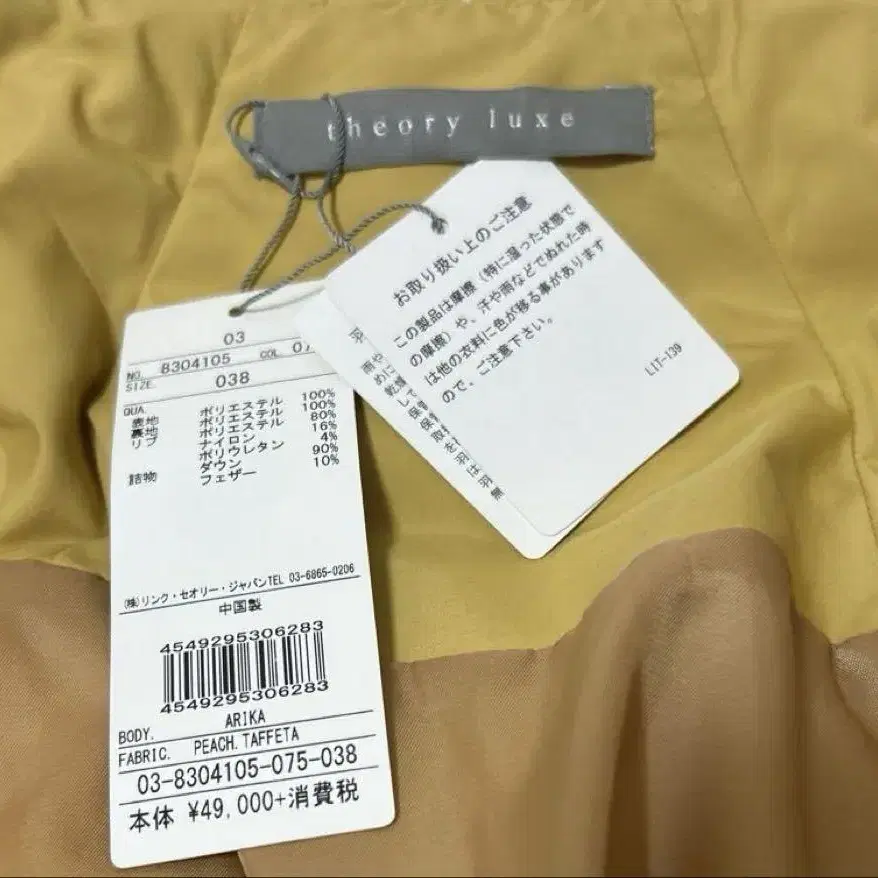 theory luxe
お取り扱い上のご注意
この製品は摩擦（特に湿った状態で
の摩擦）や、汗や雨などでぬれた時
は他の衣料に色が移る事があります
ので、ご注意下さい。
LIT-139
03
NO. 8304105 COL. 07
SIZE. 038
QUA.
表地 ポリエステル 100%
裏地 ポリエステル 100%
リブ ポリエステル 80%
ナイロン 16%
ポリウレタン 4%
詰物 ダウン 90%
フェザー 10%
(株)リンク・セオリー・ジャパンTEL 03-6865-0206
中国製
4549295306283
4549295306283
BODY. ARIKA
FABRIC. PEACH.TAFFETA
03-8304105-075-038
本体 ¥49,000+消費税